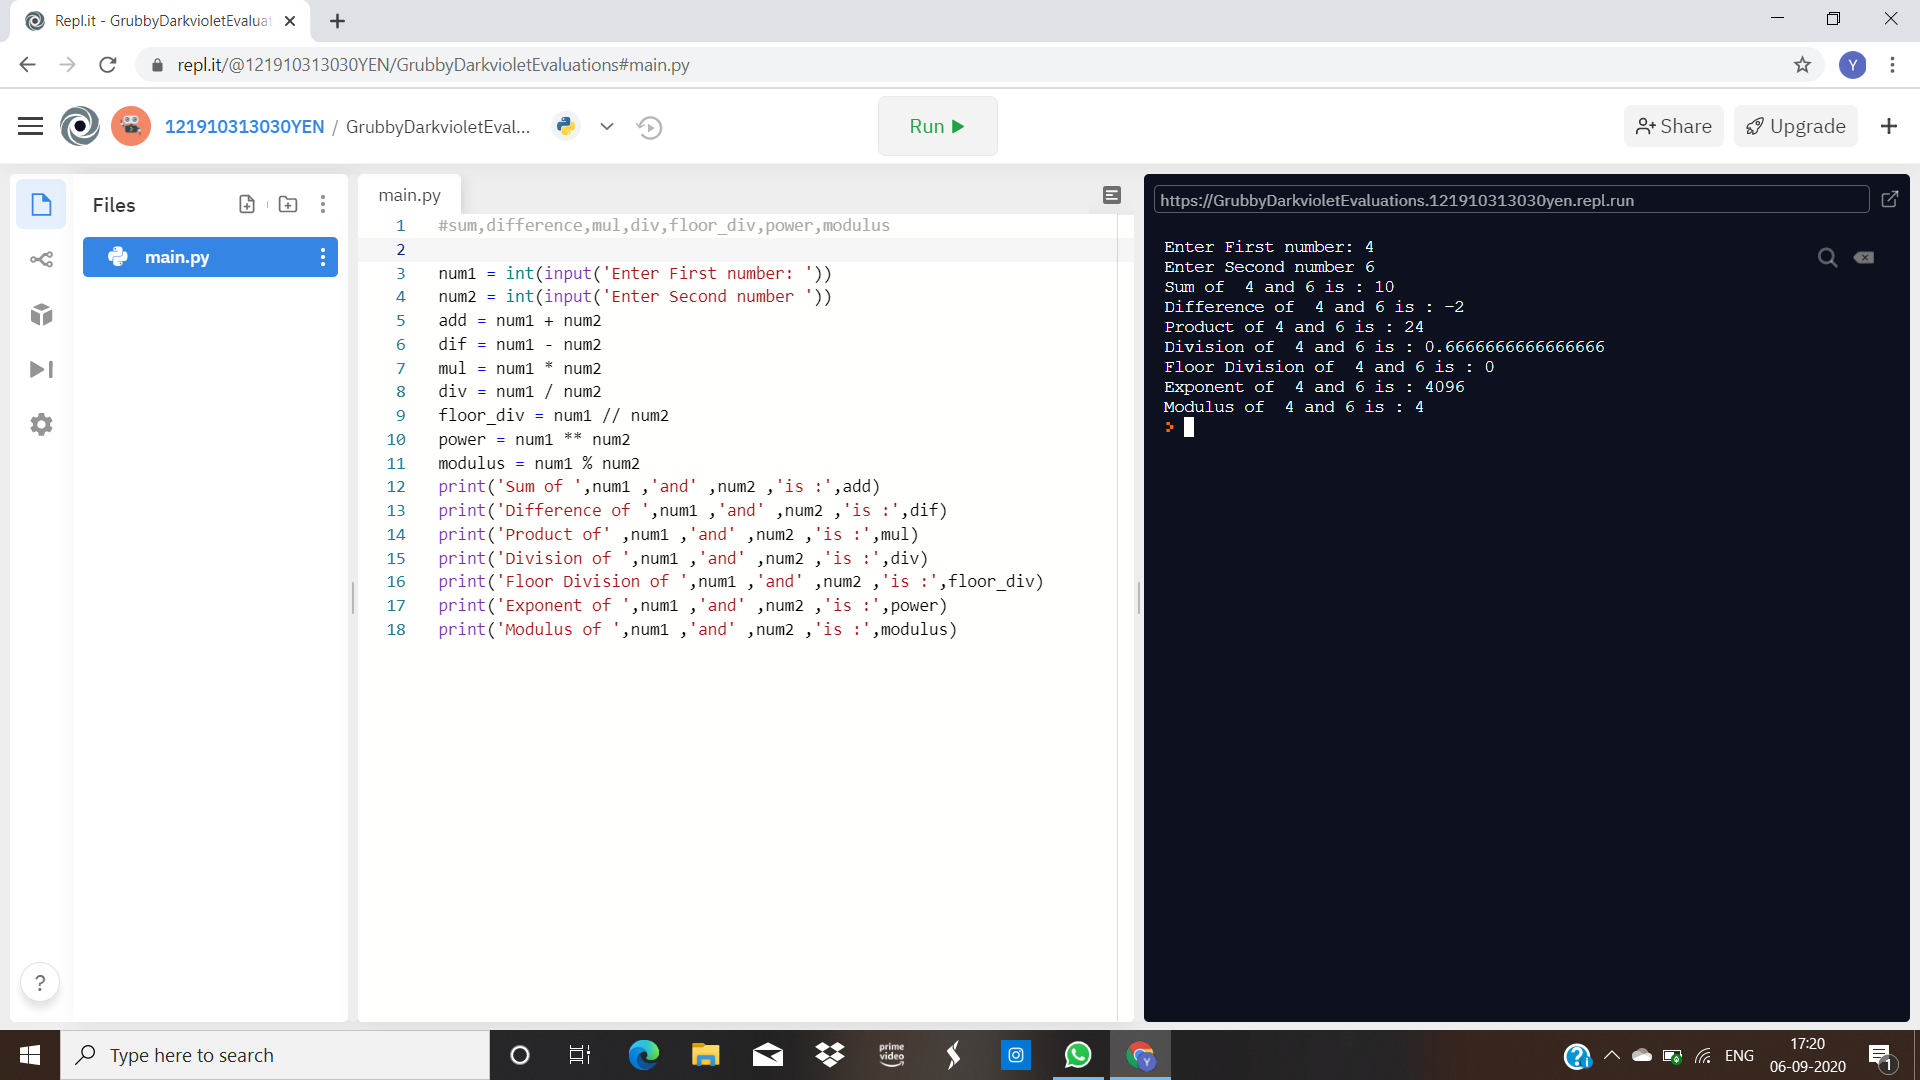 Repl.it - GrubbyDarkvioletEvaluat
repl.it/@121910313030YEN/GrubbyDarkvioletEvaluations#main.py
Y
121910313030YEN / GrubbyDarkvioletEval...
Run
Share
Upgrade
Files
main.py
main.py
1 #sum,difference,mul,div,floor_div,power,modulus
2
3 num1 = int(input('Enter First number: '))
4 num2 = int(input('Enter Second number '))
5 add = num1 + num2
6 dif = num1 - num2
7 mul = num1 * num2
8 div = num1 / num2
9 floor_div = num1 // num2
10 power = num1 ** num2
11 modulus = num1 % num2
12 print('Sum of ',num1 ,'and' ,num2 ,'is :',add)
13 print('Difference of ',num1 ,'and' ,num2 ,'is :',dif)
14 print('Product of' ,num1 ,'and' ,num2 ,'is :',mul)
15 print('Division of ',num1 ,'and' ,num2 ,'is :',div)
16 print('Floor Division of ',num1 ,'and' ,num2 ,'is :',floor_div)
17 print('Exponent of ',num1 ,'and' ,num2 ,'is :',power)
18 print('Modulus of ',num1 ,'and' ,num2 ,'is :',modulus)
https://GrubbyDarkvioletEvaluations.121910313030yen.repl.run
Enter First number: 4
Enter Second number 6
Sum of  4 and 6 is : 10
Difference of  4 and 6 is : -2
Product of 4 and 6 is : 24
Division of  4 and 6 is : 0.6666666666666666
Floor Division of  4 and 6 is : 0
Exponent of  4 and 6 is : 4096
Modulus of  4 and 6 is : 4
>
?
Type here to search
prime video
Y
ENG
17:20
06-09-2020
1